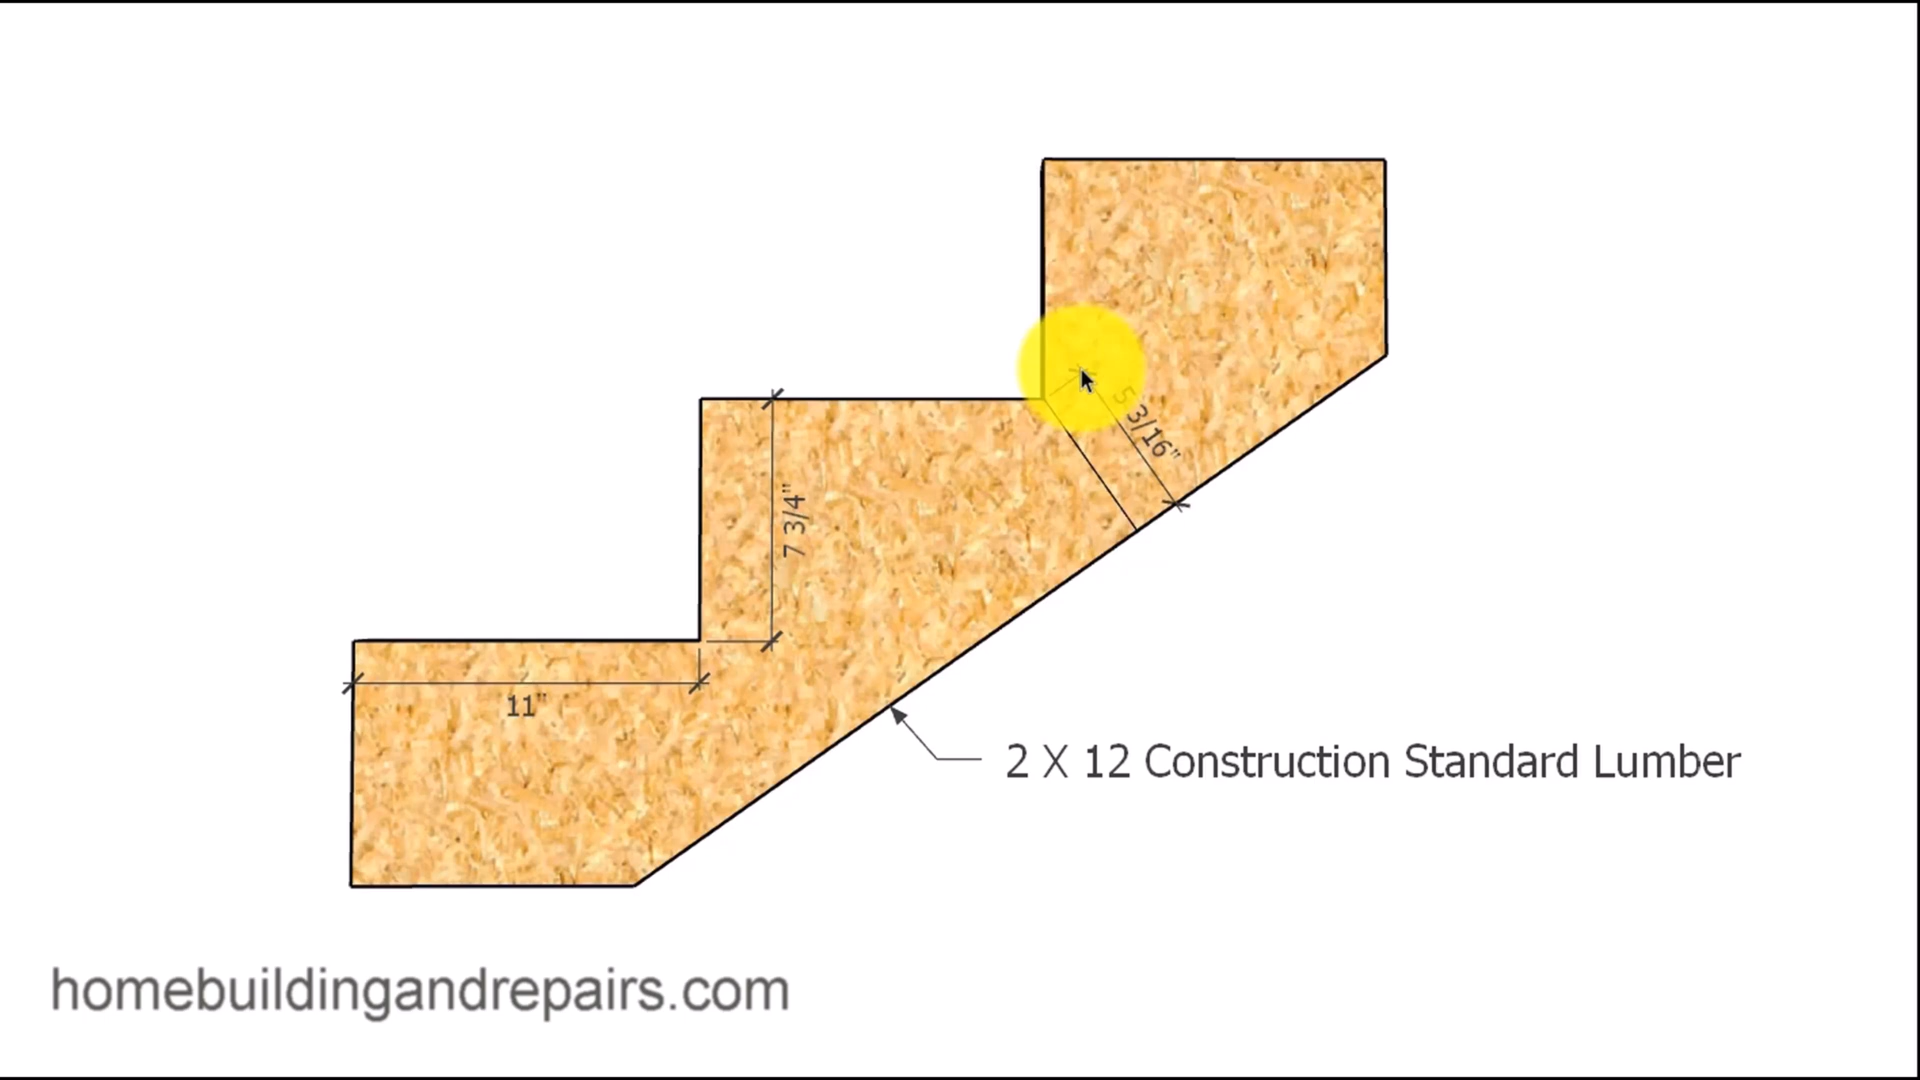 5 3/16"
7 3/4"
11"
2 X 12 Construction Standard Lumber
homebuildingandrepairs.com